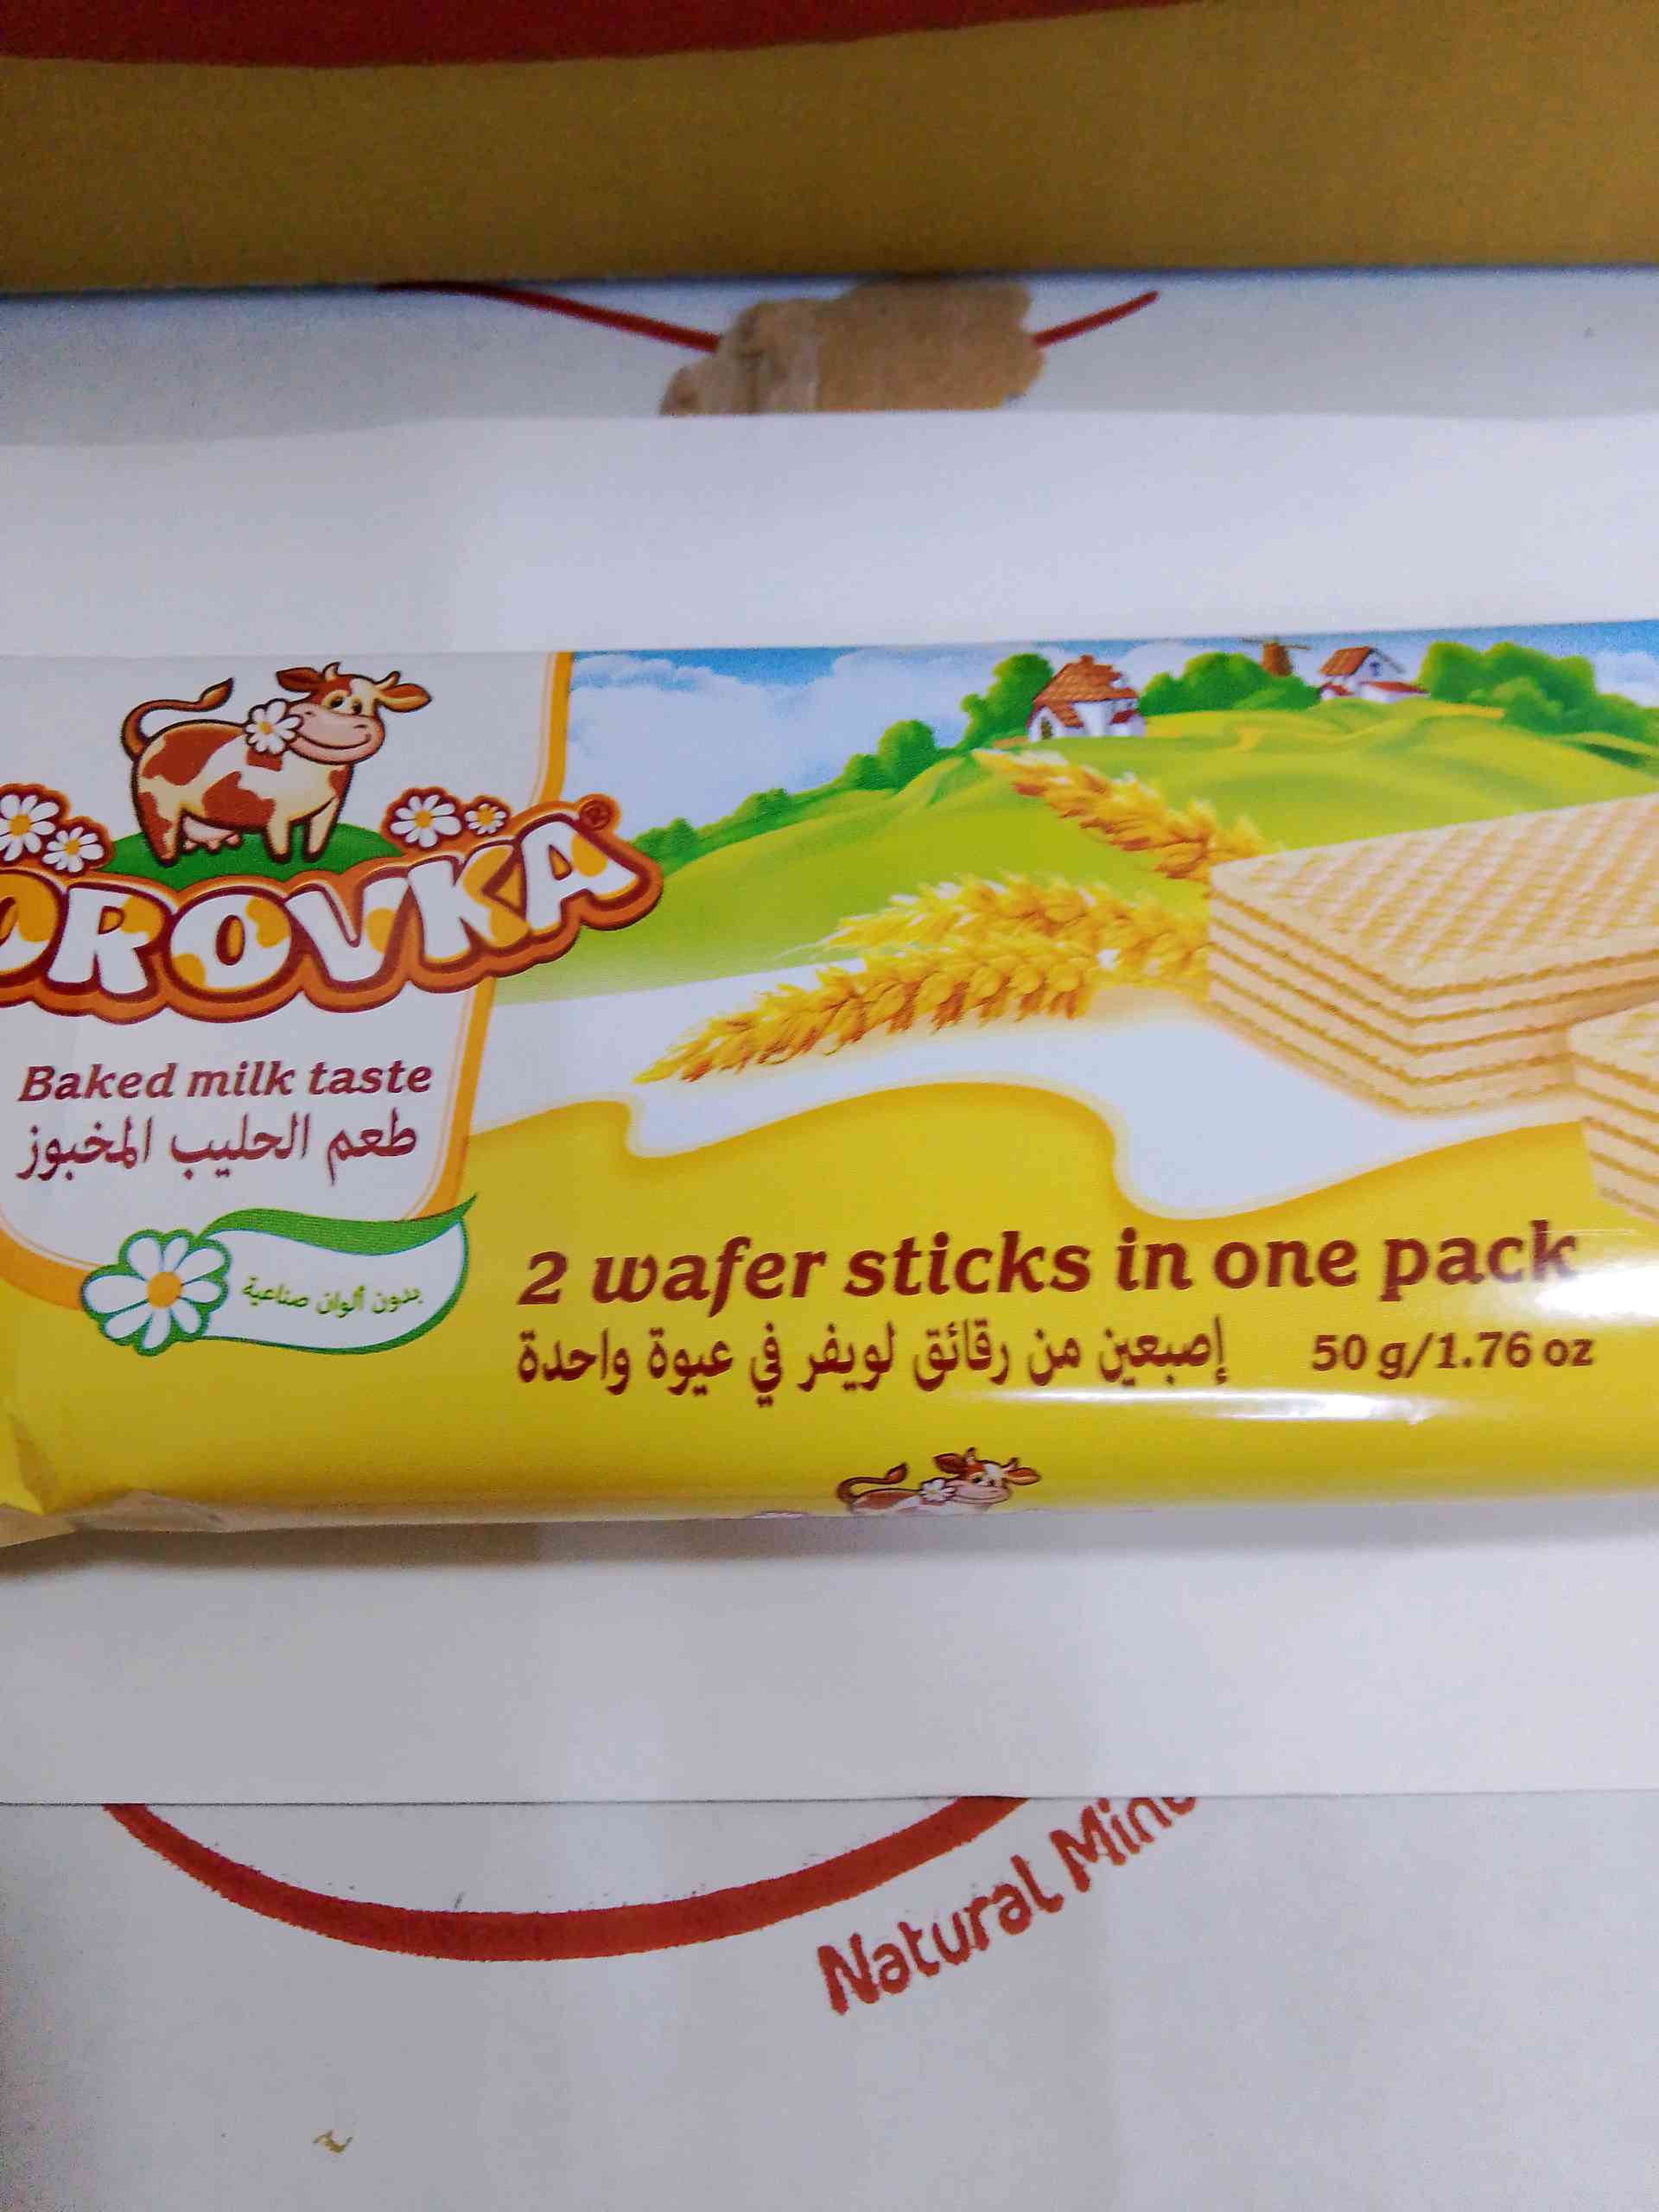 OROVKA®
Baked milk taste
طعم الحليب المخبوز
بدون ألوان صناعية
2 wafer sticks in one pack
إصبعين من رقائق لويفر في عبوة واحدة
50 g/1.76 oz
Natural